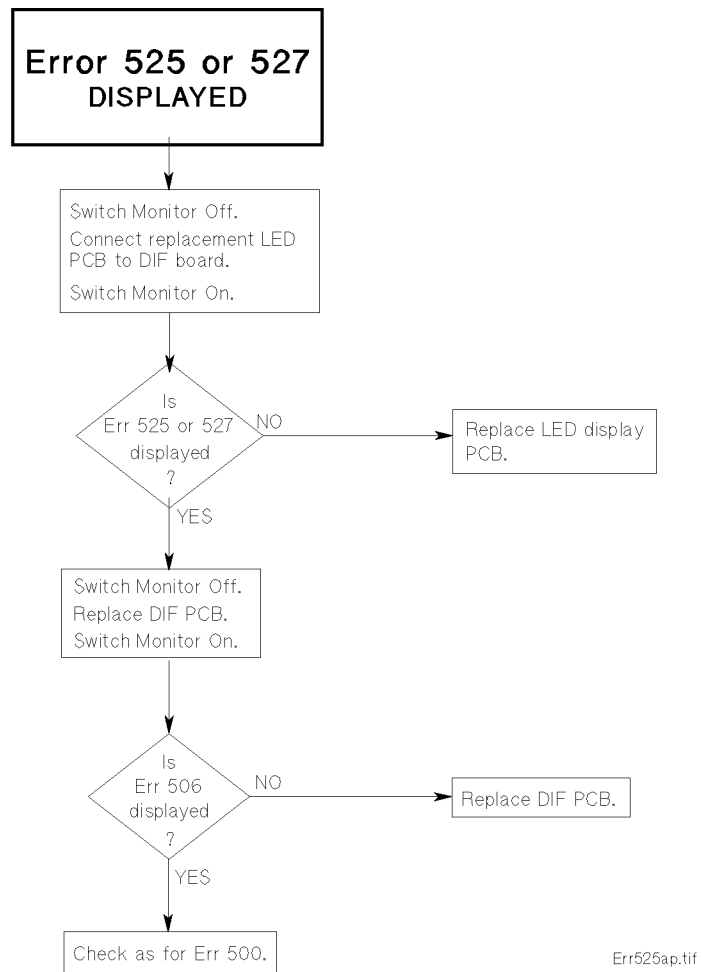 Error 525 or 527
DISPLAYED
Switch Monitor Off.
Connect replacement LED
PCB to DIF board.
Switch Monitor On.
Is
Err 525 or 527
displayed
?
NO
Replace LED display
PCB.
YES
Switch Monitor Off.
Replace DIF PCB.
Switch Monitor On.
Is
Err 506
displayed
?
NO
Replace DIF PCB.
YES
Check as for Err 500.
Err525ap.tif